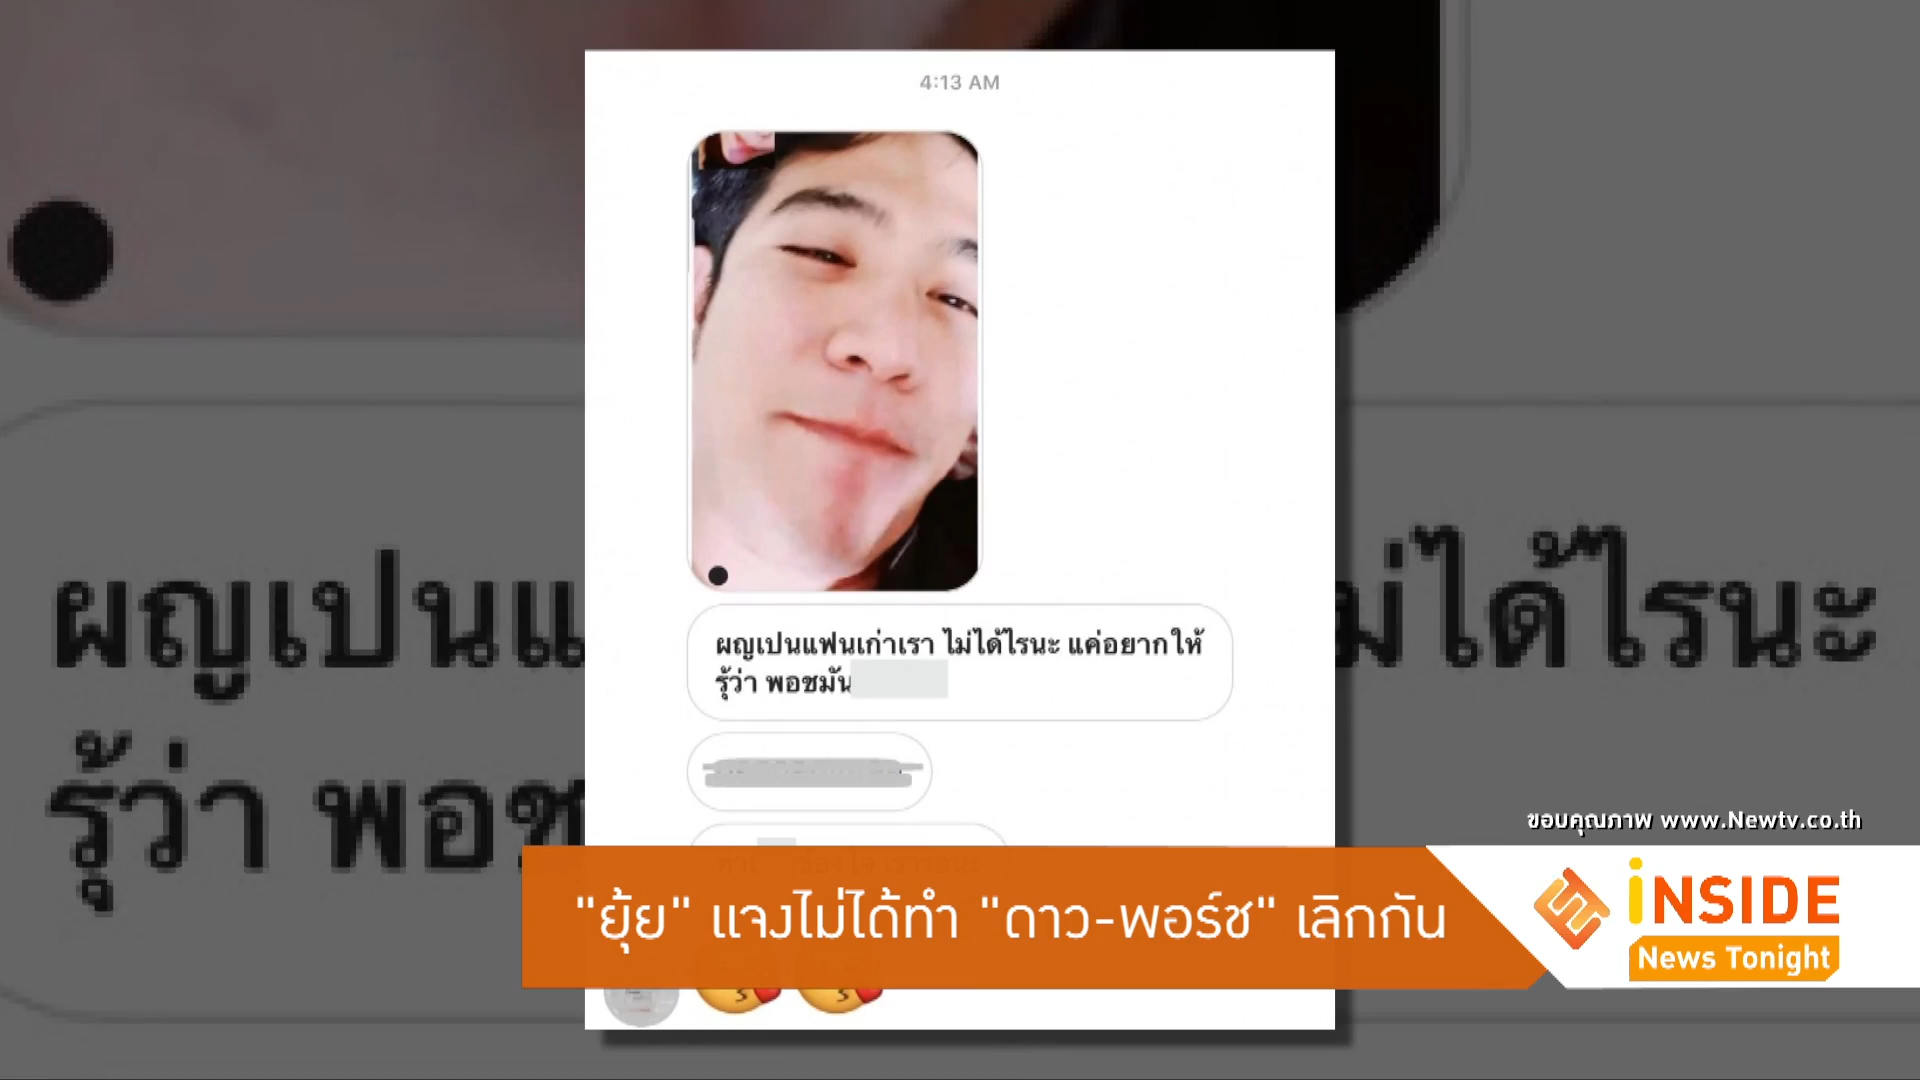 4:13 AM
ผญเปนแฟนเก่าเรา ไม่ได้ไรนะ แค่อยากให้
รู้ว่า พอชมัน
ผญเปนแ
ม่ได้ไรนะ
รู้ว่า พอช
ขอบคุณภาพ www.Newtv.co.th
"ยุ้ย" แจงไม่ได้ทำ "ดาว-พอร์ช" เลิกกัน
iNSIDE
News Tonight